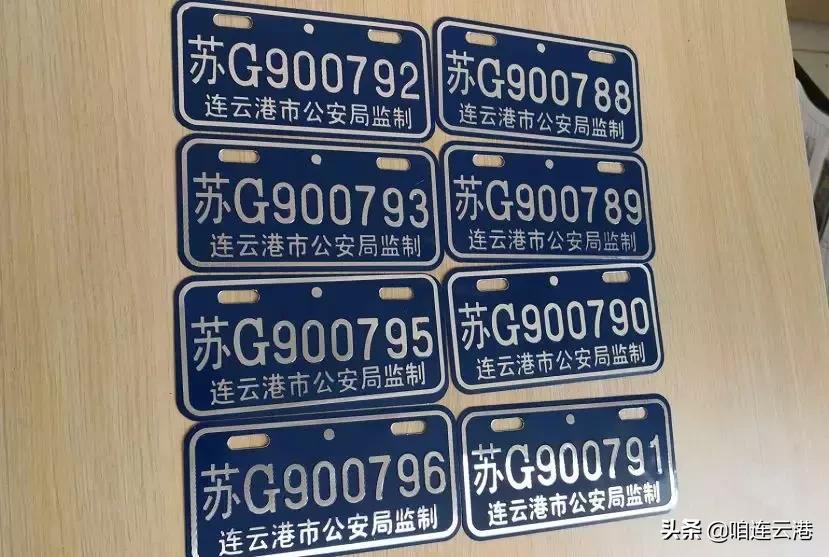 苏G900792
连云港市公安局监制
苏G900788
连云港市公安局监制
苏G900793
连云港市公安局监制
苏G900789
连云港市公安局监制
苏G900795
连云港市公安局监制
苏G900790
连云港市公安局监制
苏G900796
连云港市公安局监制
苏G900791
连云港市公安局监制
头条 @咱连云港